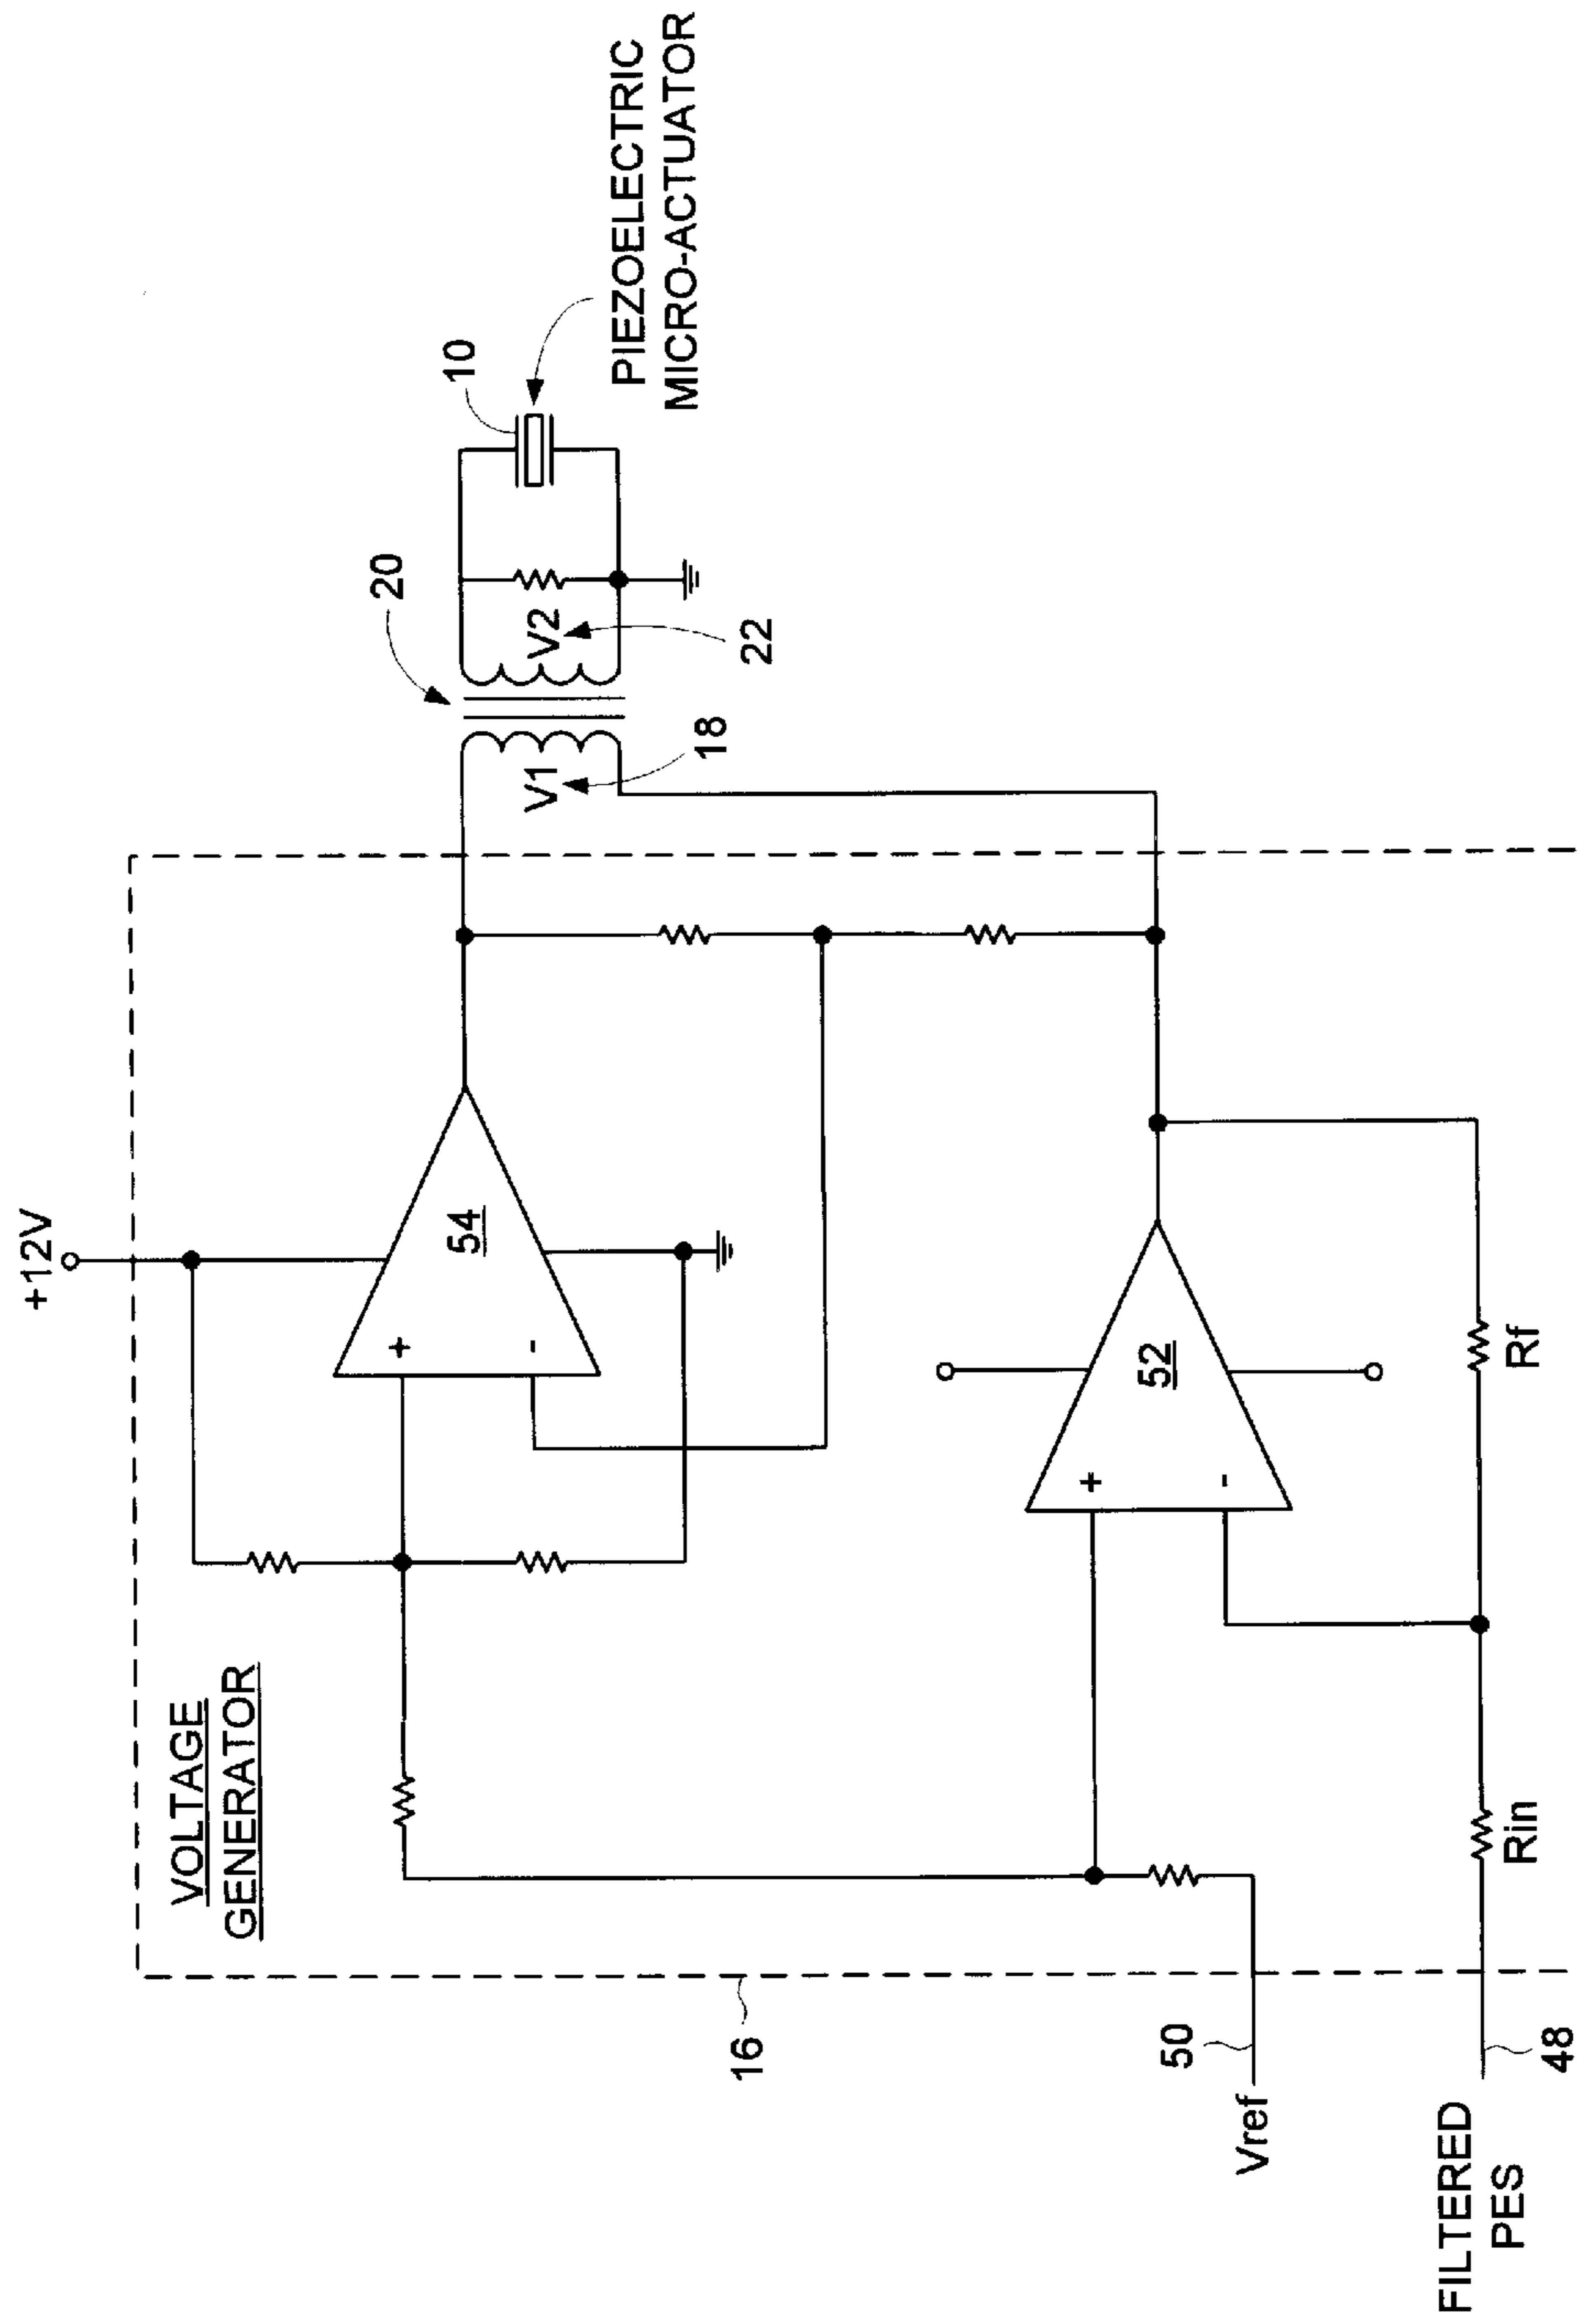 +12V
VOLTAGE
GENERATOR
54
+
-
20
10
V1
V2
18
22
PIEZOELECTRIC
MICRO-ACTUATOR
16
52
+
-
Vref
50
FILTERED
PES
48
Rin
Rf